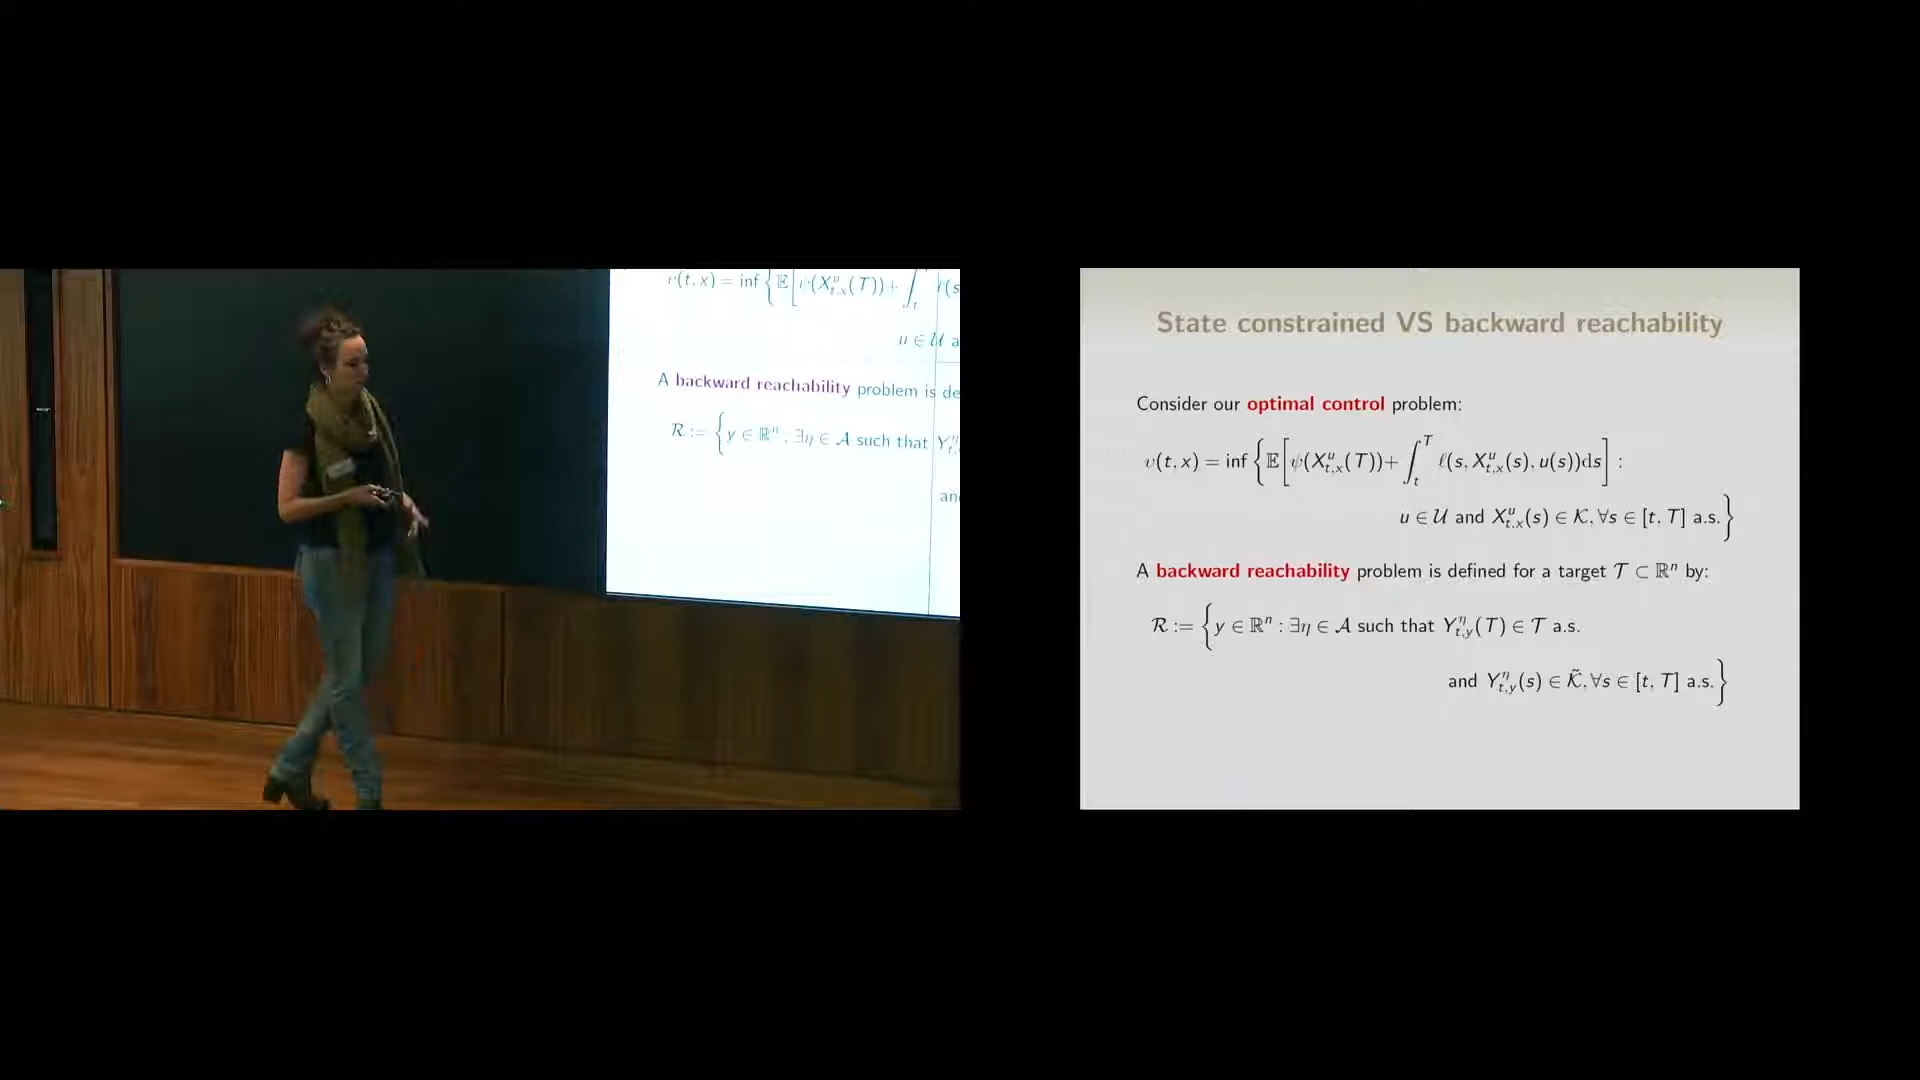 υ(t, x) = inf { 𝔼[ ψ(X^u_{t,x}(T)) + ∫_t
u ∈ 𝒰 a
A backward reachability problem is de
ℛ := { y ∈ ℝ^n : ∃η ∈ 𝒜 such that Y
an
State constrained VS backward reachability
Consider our optimal control problem:
υ(t, x) = inf { 𝔼[ ψ(X^u_{t,x}(T)) + ∫_t^T ℓ(s, X^u_{t,x}(s), u(s))ds ] :
u ∈ 𝒰 and X^u_{t,x}(s) ∈ 𝒦, ∀s ∈ [t, T] a.s. }
A backward reachability problem is defined for a target 𝒯 ⊂ ℝ^n by:
ℛ := { y ∈ ℝ^n : ∃η ∈ 𝒜 such that Y^η_{t,y}(T) ∈ 𝒯 a.s.
and Y^η_{t,y}(s) ∈ 𝒦̃, ∀s ∈ [t, T] a.s. }